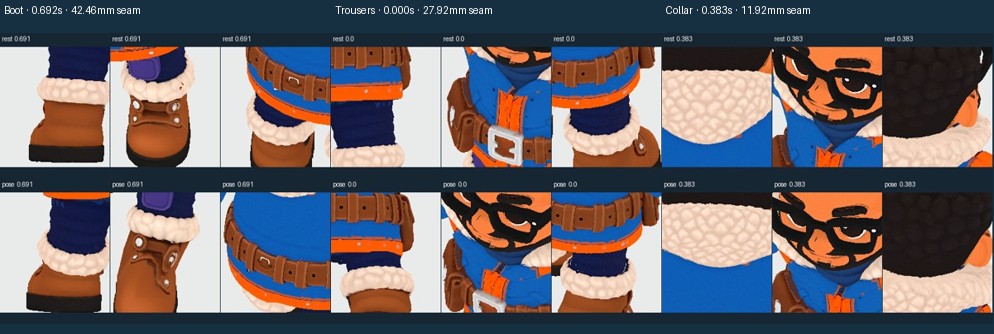 Boot · 0.692s · 42.46mm seam
Trousers · 0.000s · 27.92mm seam
Collar · 0.383s · 11.92mm seam
rest 0.691
rest 0.691
rest 0.691
rest 0.0
rest 0.0
rest 0.0
rest 0.383
rest 0.383
rest 0.383
pose 0.691
pose 0.691
pose 0.691
pose 0.0
pose 0.0
pose 0.0
pose 0.383
pose 0.383
pose 0.383